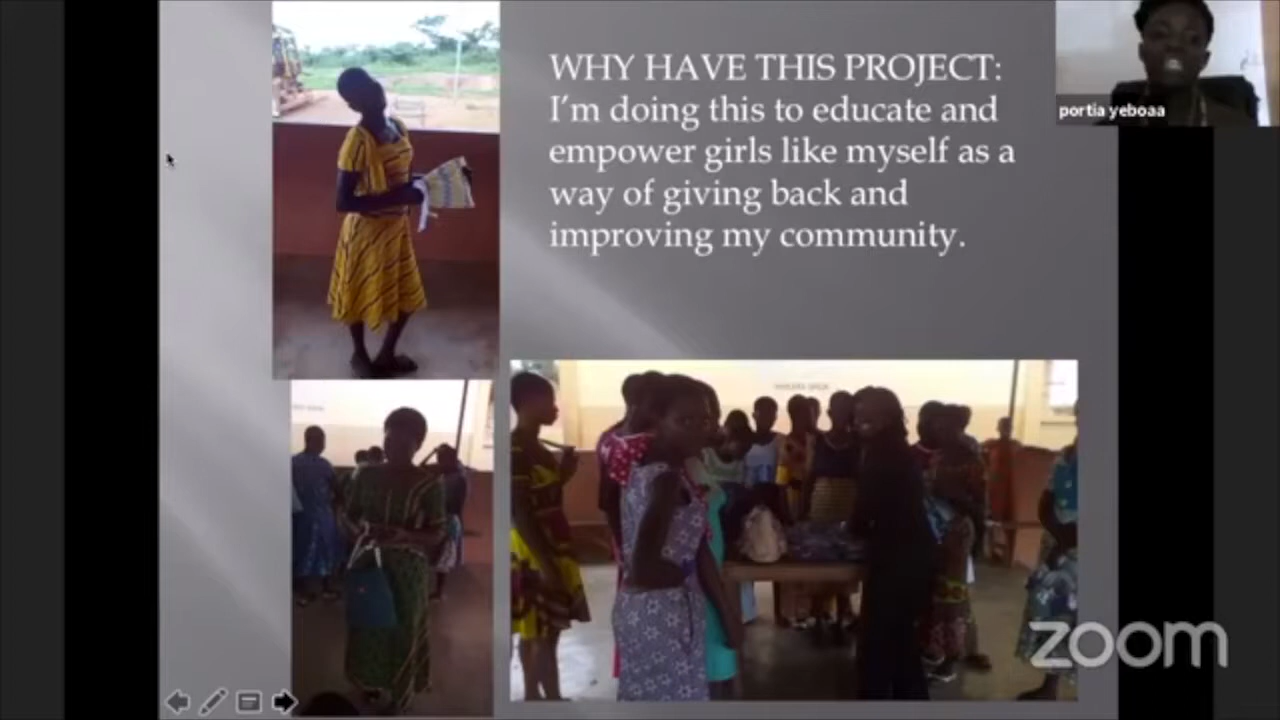 WHY HAVE THIS PROJECT:
I'm doing this to educate and
empower girls like myself as a
way of giving back and
improving my community.
portia yeboaa
zoom